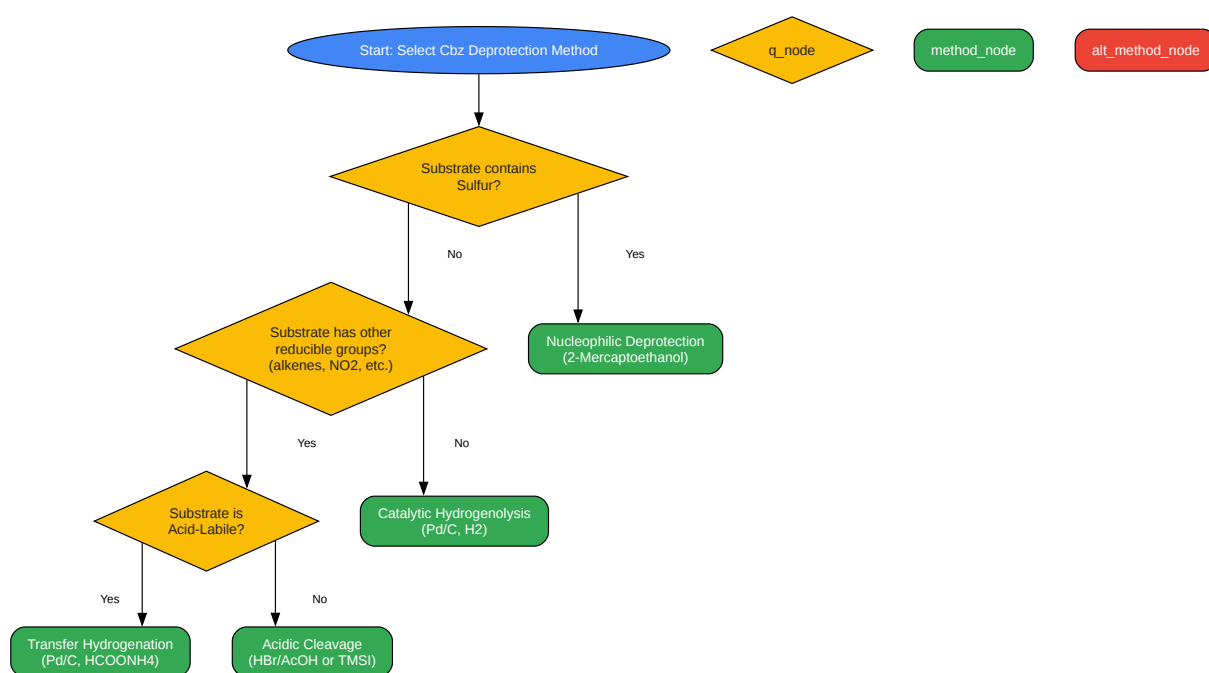 Start: Select Cbz Deprotection Method
q_node
method_node
alt_method_node
Substrate contains
Sulfur?
No
Yes
Substrate has other
reducible groups?
(alkenes, NO2, etc.)
Nucleophilic Deprotection
(2-Mercaptoethanol)
Yes
No
Substrate is
Acid-Labile?
Catalytic Hydrogenolysis
(Pd/C, H2)
Yes
No
Transfer Hydrogenation
(Pd/C, HCOONH4)
Acidic Cleavage
(HBr/AcOH or TMSI)